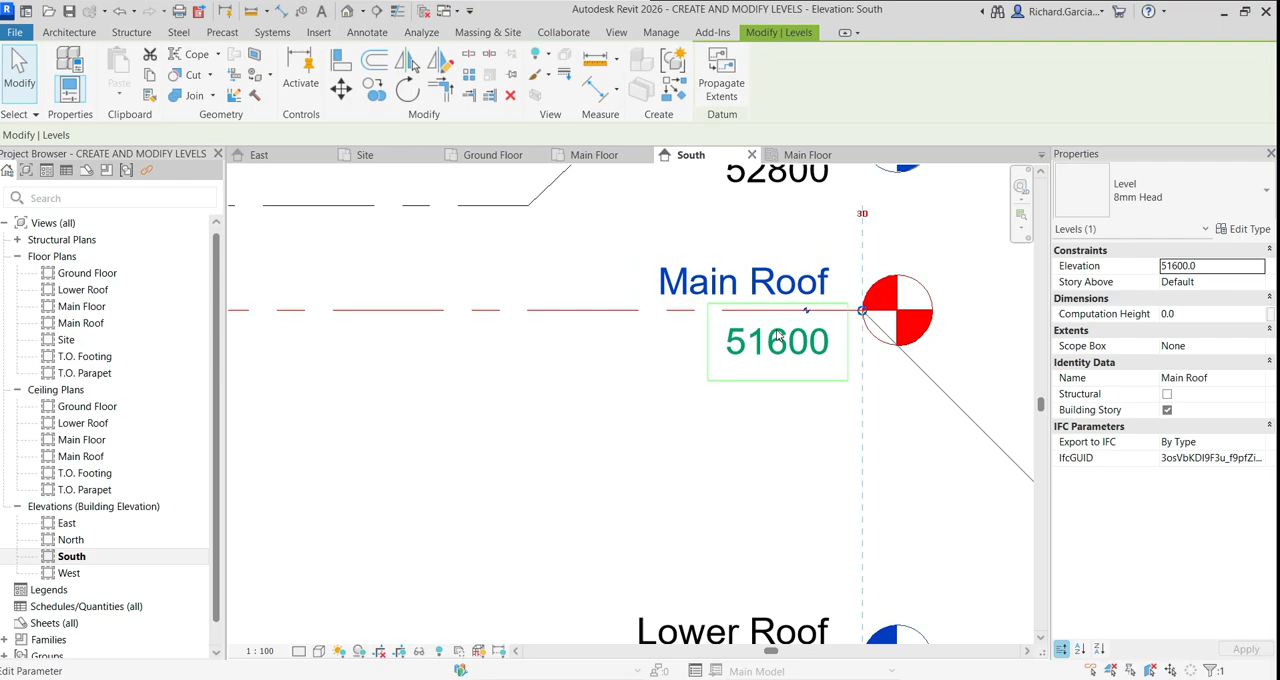 Autodesk Revit 2026 - CREATE AND MODIFY LEVELS - Elevation: South
Richard.Garcia...
File Architecture Structure Steel Precast Systems Insert Annotate Analyze Massing & Site Collaborate View Manage Add-Ins Modify | Levels
Modify
Paste
Cope
Cut
Join
Activate
Propagate
Extents
Select Properties Clipboard Geometry Controls Modify View Measure Create Datum
Modify | Levels
Project Browser - CREATE AND MODIFY LEVELS
East Site Ground Floor Main Floor South Main Floor
Search
Views (all)
Structural Plans
Floor Plans
Ground Floor
Lower Roof
Main Floor
Main Roof
Site
T.O. Footing
T.O. Parapet
Ceiling Plans
Ground Floor
Lower Roof
Main Floor
Main Roof
T.O. Footing
T.O. Parapet
Elevations (Building Elevation)
East
North
South
West
Legends
Schedules/Quantities (all)
Sheets (all)
Families
Groups
52800
3D
Main Roof
51600
Lower Roof
Properties
Level
8mm Head
Levels (1)
Edit Type
Constraints
Elevation 51600.0
Story Above Default
Dimensions
Computation Height 0.0
Extents
Scope Box None
Identity Data
Name Main Roof
Structural
Building Story
IFC Parameters
Export to IFC By Type
IfcGUID 3osVbKDI9F3u_f9pfZi...
Apply
1 : 100
Edit Parameter
:0
Main Model
:1